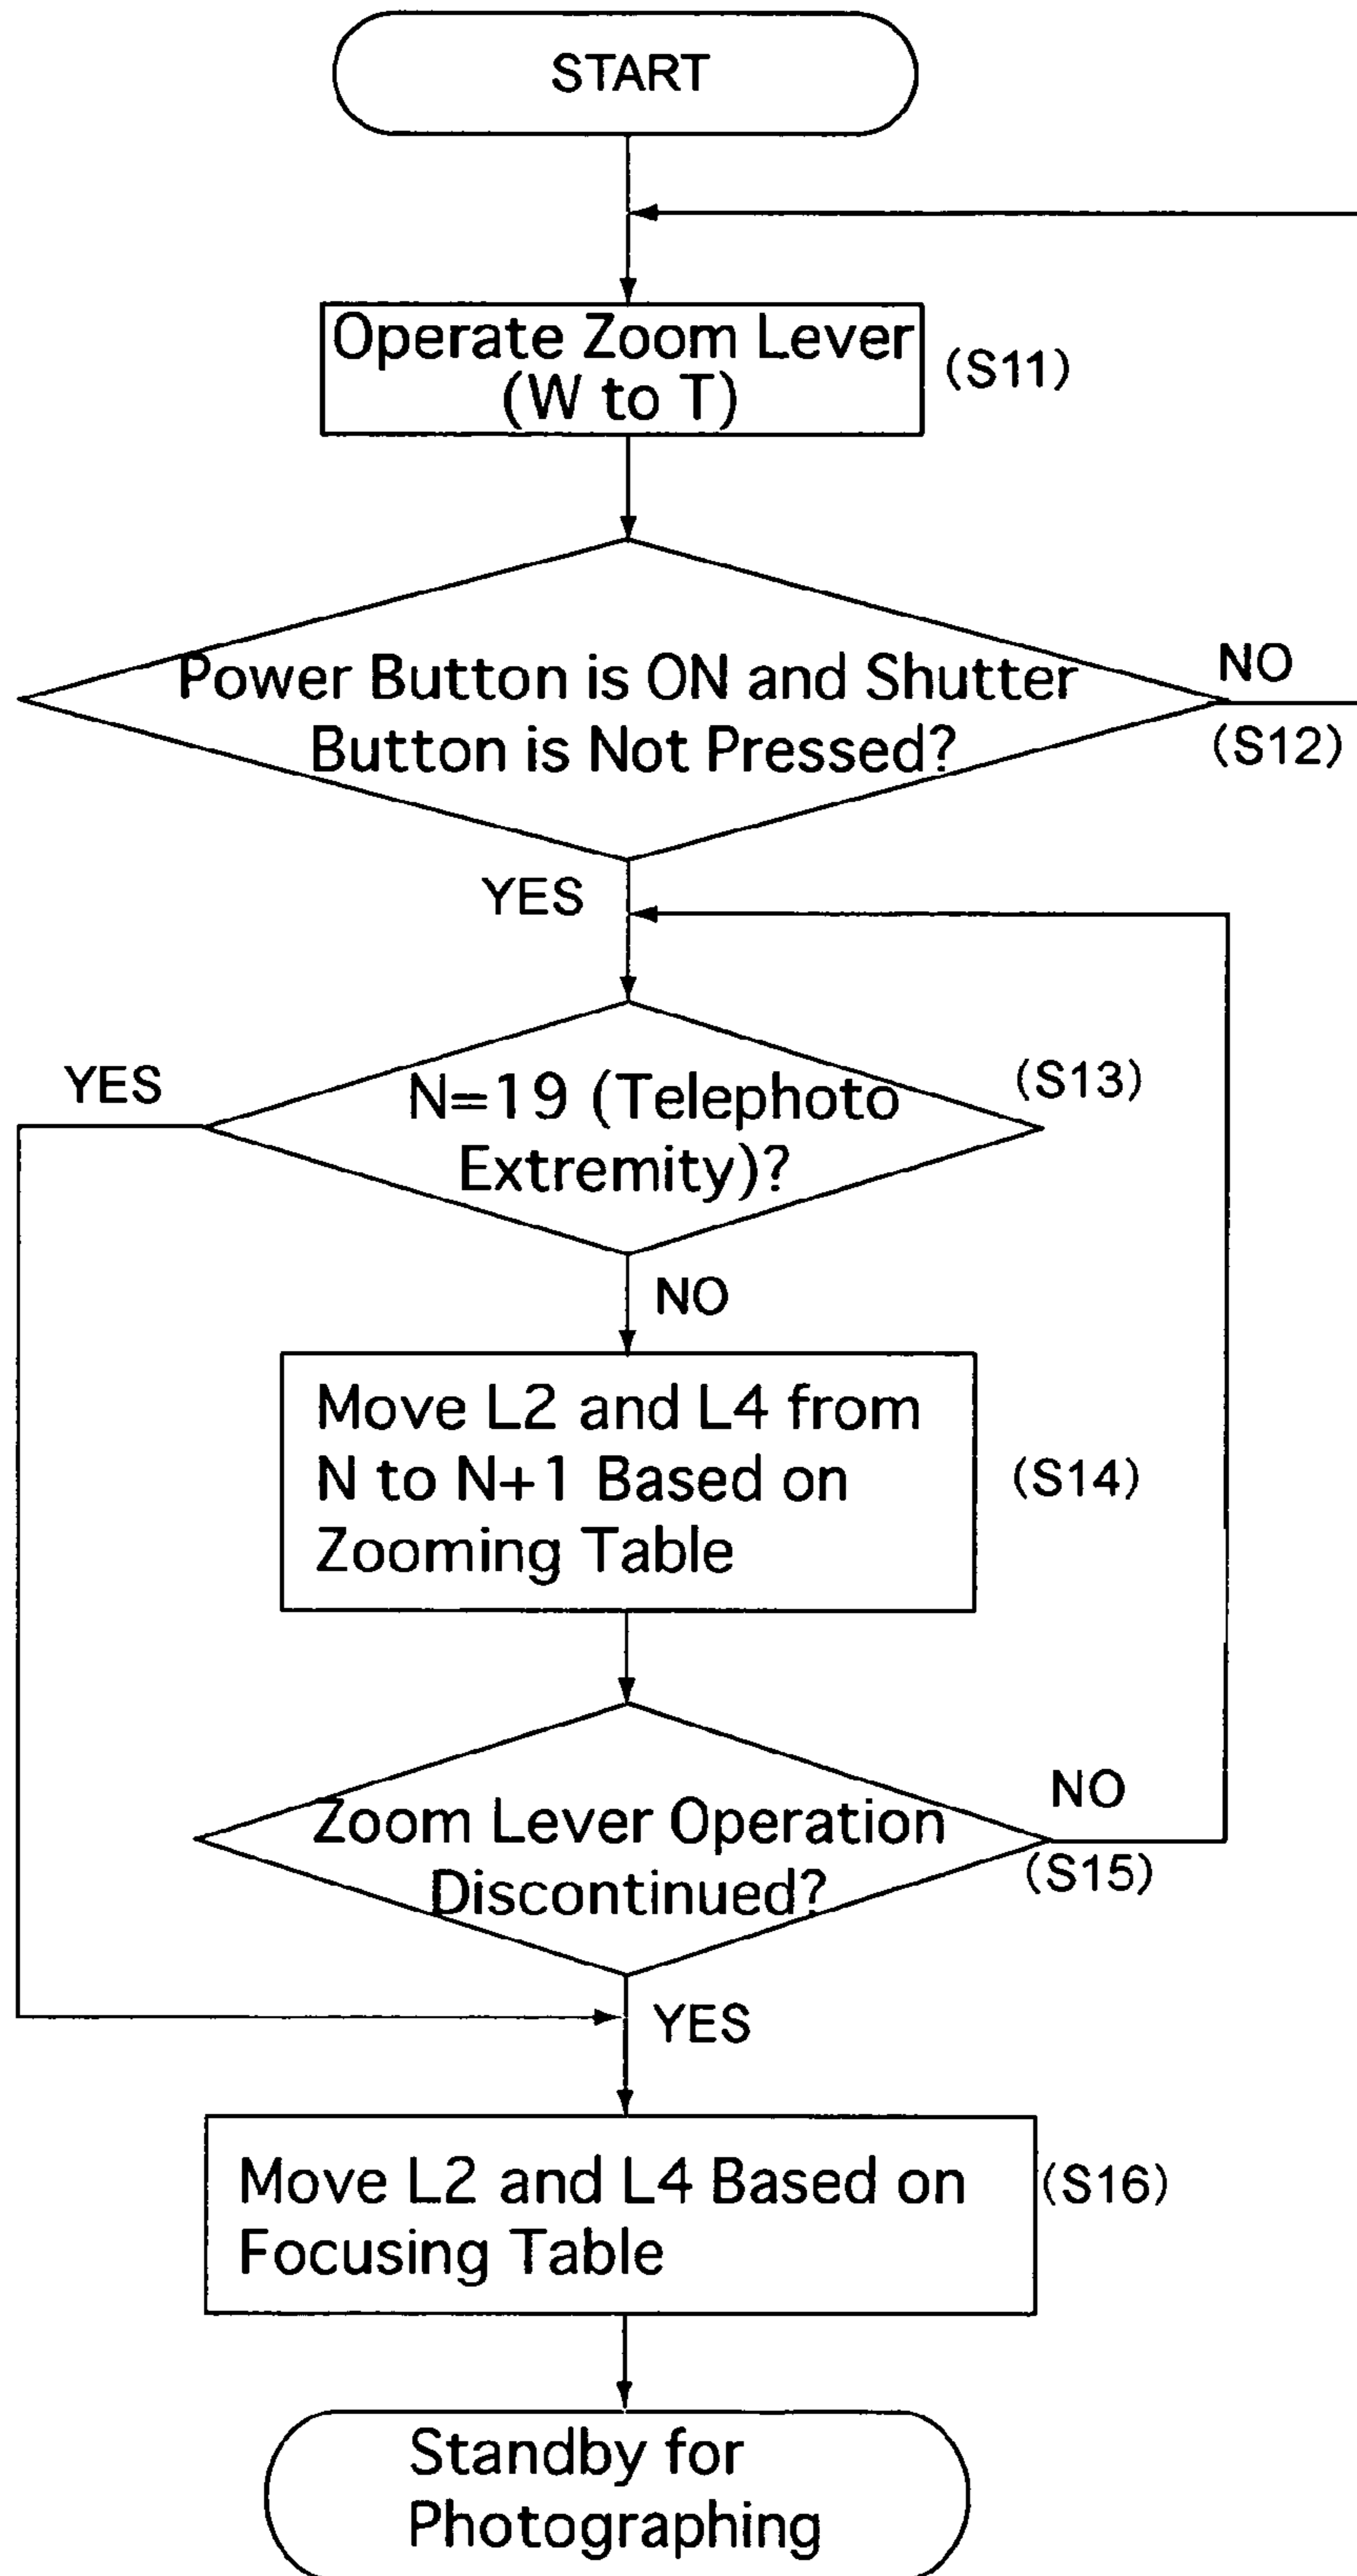 START
Operate Zoom Lever
(W to T)
(S11)
Power Button is ON and Shutter
Button is Not Pressed?
NO
(S12)
YES
YES
N=19 (Telephoto
Extremity)?
(S13)
NO
Move L2 and L4 from
N to N+1 Based on
Zooming Table
(S14)
Zoom Lever Operation
Discontinued?
NO
(S15)
YES
Move L2 and L4 Based on
Focusing Table
(S16)
Standby for
Photographing